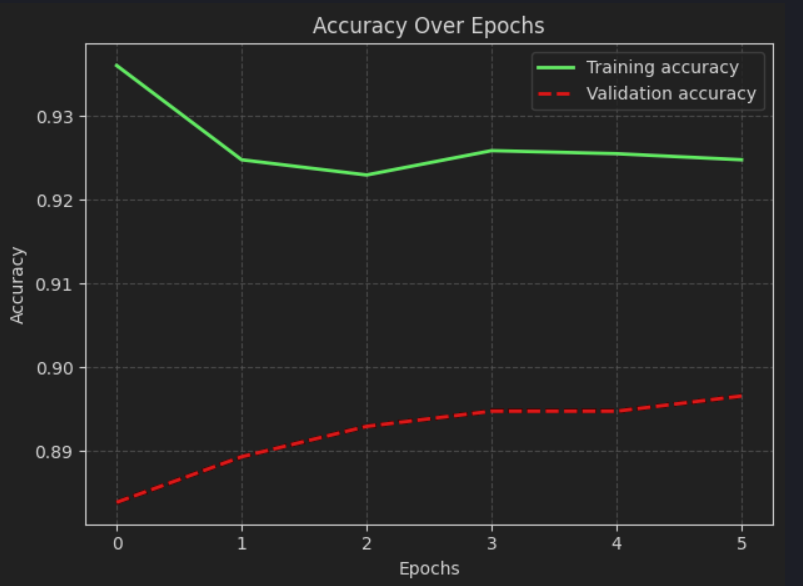 Accuracy Over Epochs
Training accuracy
Validation accuracy
0.93
0.92
0.91
0.90
0.89
Accuracy
0 1 2 3 4 5
Epochs